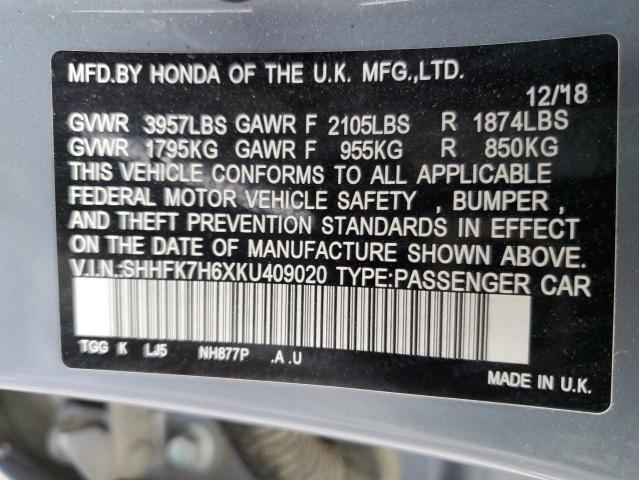 MFD.BY HONDA OF THE U.K. MFG.,LTD.
12/18
GVWR 3957LBS GAWR F 2105LBS R 1874LBS
GVWR 1795KG GAWR F 955KG R 850KG
THIS VEHICLE CONFORMS TO ALL APPLICABLE
FEDERAL MOTOR VEHICLE SAFETY , BUMPER ,
AND THEFT PREVENTION STANDARDS IN EFFECT
ON THE DATE OF MANUFACTURE SHOWN ABOVE.
V.I.N.:SHHFK7H6XKU409020 TYPE:PASSENGER CAR
TGG K LJ5 NH877P .A .U
MADE IN U.K.